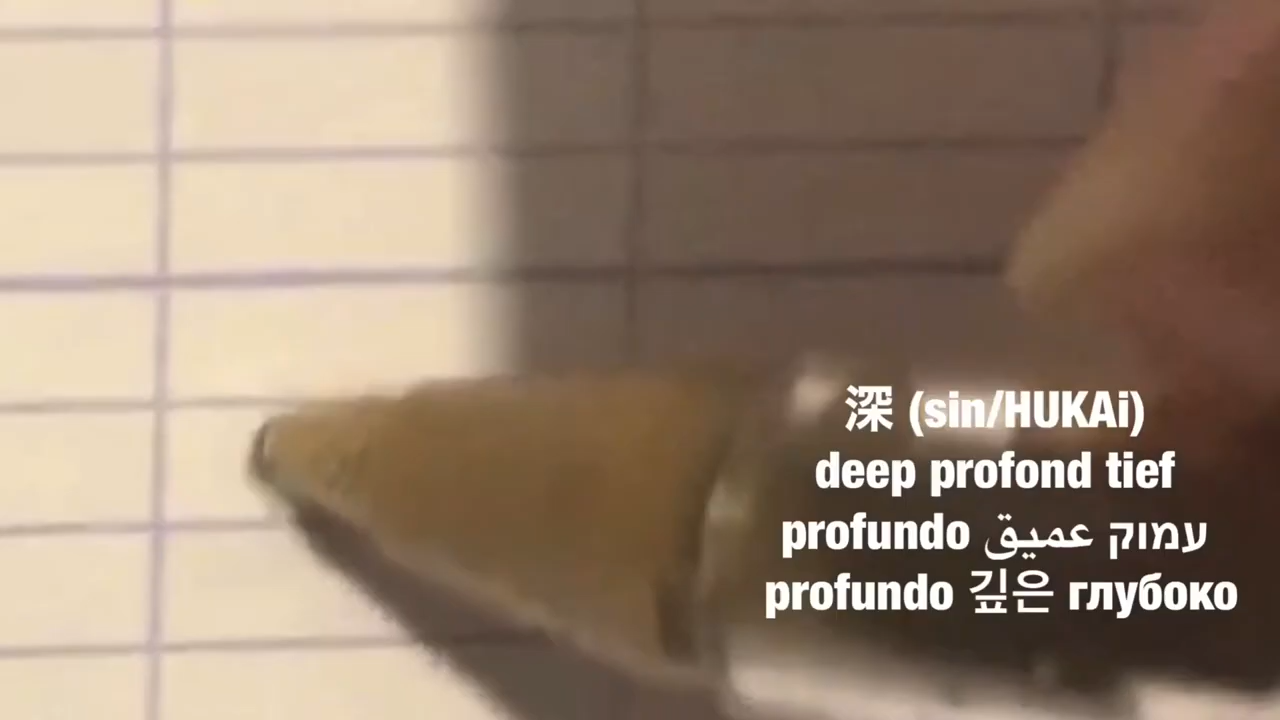 深 (sin/HUKAi)
deep profond tief
profundo عميق עמוק
profundo 깊은 глубоко